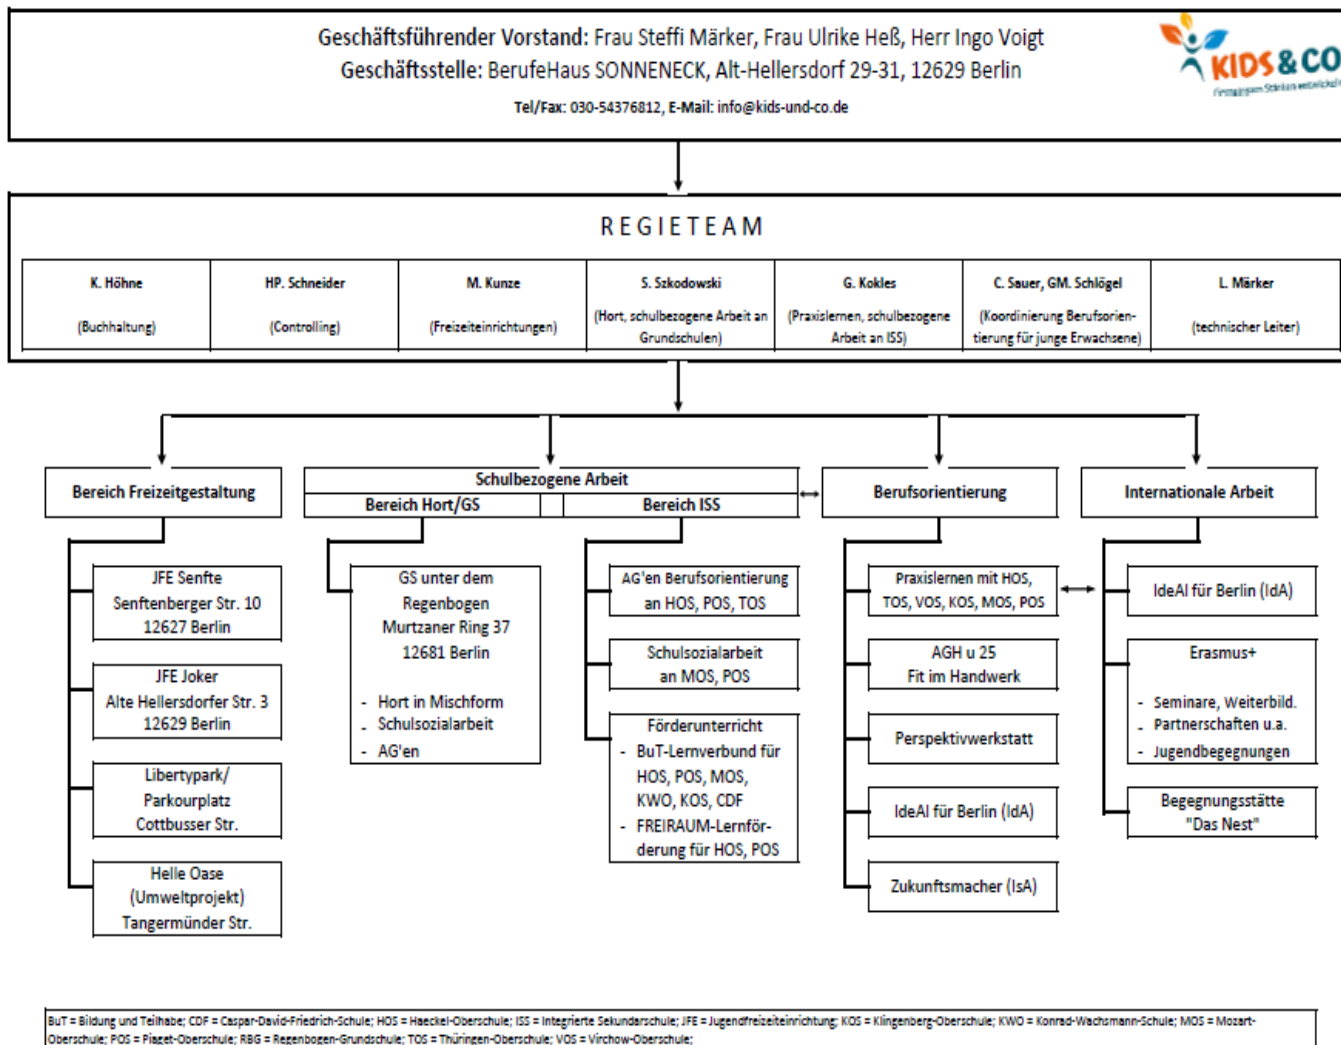 Geschäftsführender Vorstand: Frau Steffi Märker, Frau Ulrike Heß, Herr Ingo Voigt
Geschäftsstelle: BerufeHaus SONNENECK, Alt-Hellersdorf 29-31, 12629 Berlin
Tel/Fax: 030-54376812, E-Mail: info@kids-und-co.de
KIDS & CO
Stärken
REGIETEAM
K. Höhne
(Buchhaltung)
HP. Schneider
(Controlling)
M. Kunze
(Freizeiteinrichtungen)
S. Szkodowski
(Hort, schulbezogene Arbeit an
Grundschulen)
G. Kokles
(Praxislernen, schulbezogene
Arbeit an ISS)
C. Sauer, GM. Schlögel
(Koordinierung Berufsorien-
tierung für junge Erwachsene)
L. Märker
(technischer Leiter)
Bereich Freizeitgestaltung
JFE Senfte
Senftenberger Str. 10
12627 Berlin
JFE Joker
Alte Hellersdorfer Str. 3
12629 Berlin
Libertypark/
Parkourplatz
Cottbusser Str.
Helle Oase
(Umweltprojekt)
Tangermünder Str.
Schulbezogene Arbeit
Bereich Hort/GS
GS unter dem
Regenbogen
Murtzaner Ring 37
12681 Berlin
- Hort in Mischform
- Schulsozialarbeit
- AG'en
Bereich ISS
AG'en Berufsorientierung
an HOS, POS, TOS
Schulsozialarbeit
an MOS, POS
Förderunterricht
- BuT-Lernverbund für
HOS, POS, MOS,
KWO, KOS, CDF
- FREIRAUM-Lernför-
derung für HOS, POS
Berufsorientierung
Praxislernen mit HOS,
TOS, VOS, KOS, MOS, POS
AGH u 25
Fit im Handwerk
Perspektivwerkstatt
IdeAl für Berlin (IdA)
Zukunftsmacher (IsA)
Internationale Arbeit
IdeAl für Berlin (IdA)
Erasmus+
- Seminare, Weiterbild.
- Partnerschaften u.a.
- Jugendbegegnungen
Begegnungsstätte
"Das Nest"
BuT = Bildung und Teilhabe; CDF = Caspar-David-Friedrich-Schule; HOS = Haeckel-Oberschule; ISS = Integrierte Sekundarschule; JFE = Jugendfreizeiteinrichtung; KOS = Klingenberg-Oberschule; KWO = Konrad-Wachsmann-Schule; MOS = Mozart-
Oberschule; POS = Piaget-Oberschule; RBG = Regenbogen-Grundschule; TOS = Thüringen-Oberschule; VOS = Virchow-Oberschule;